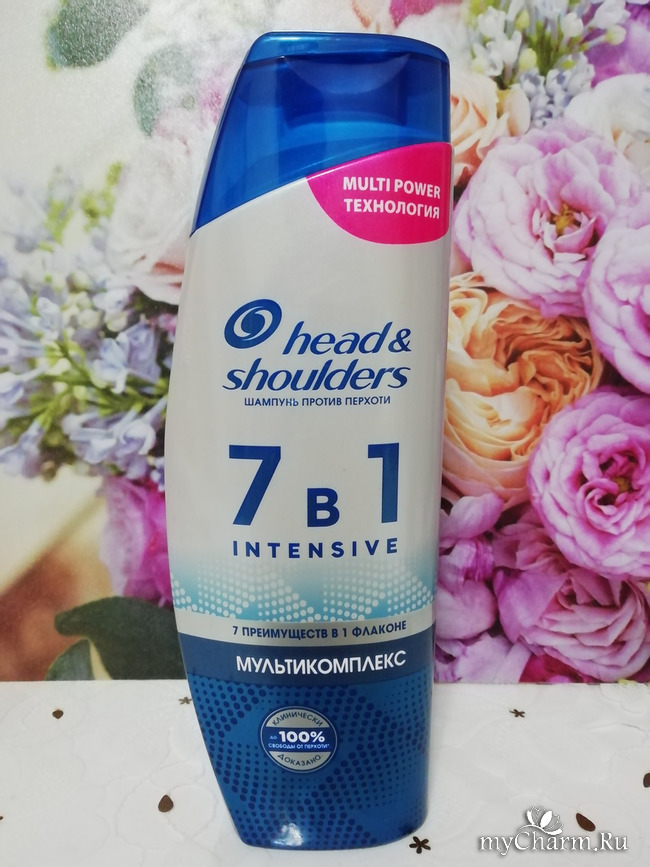 MULTI POWER
ТЕХНОЛОГИЯ
head &
shoulders
ШАМПУНЬ ПРОТИВ ПЕРХОТИ
7 В 1
INTENSIVE
7 ПРЕИМУЩЕСТВ В 1 ФЛАКОНЕ
МУЛЬТИКОМПЛЕКС
КЛИНИЧЕСКИ
ДО 100%
СВОБОДЫ ОТ ПЕРХОТИ*
ДОКАЗАНО
myCharm.Ru